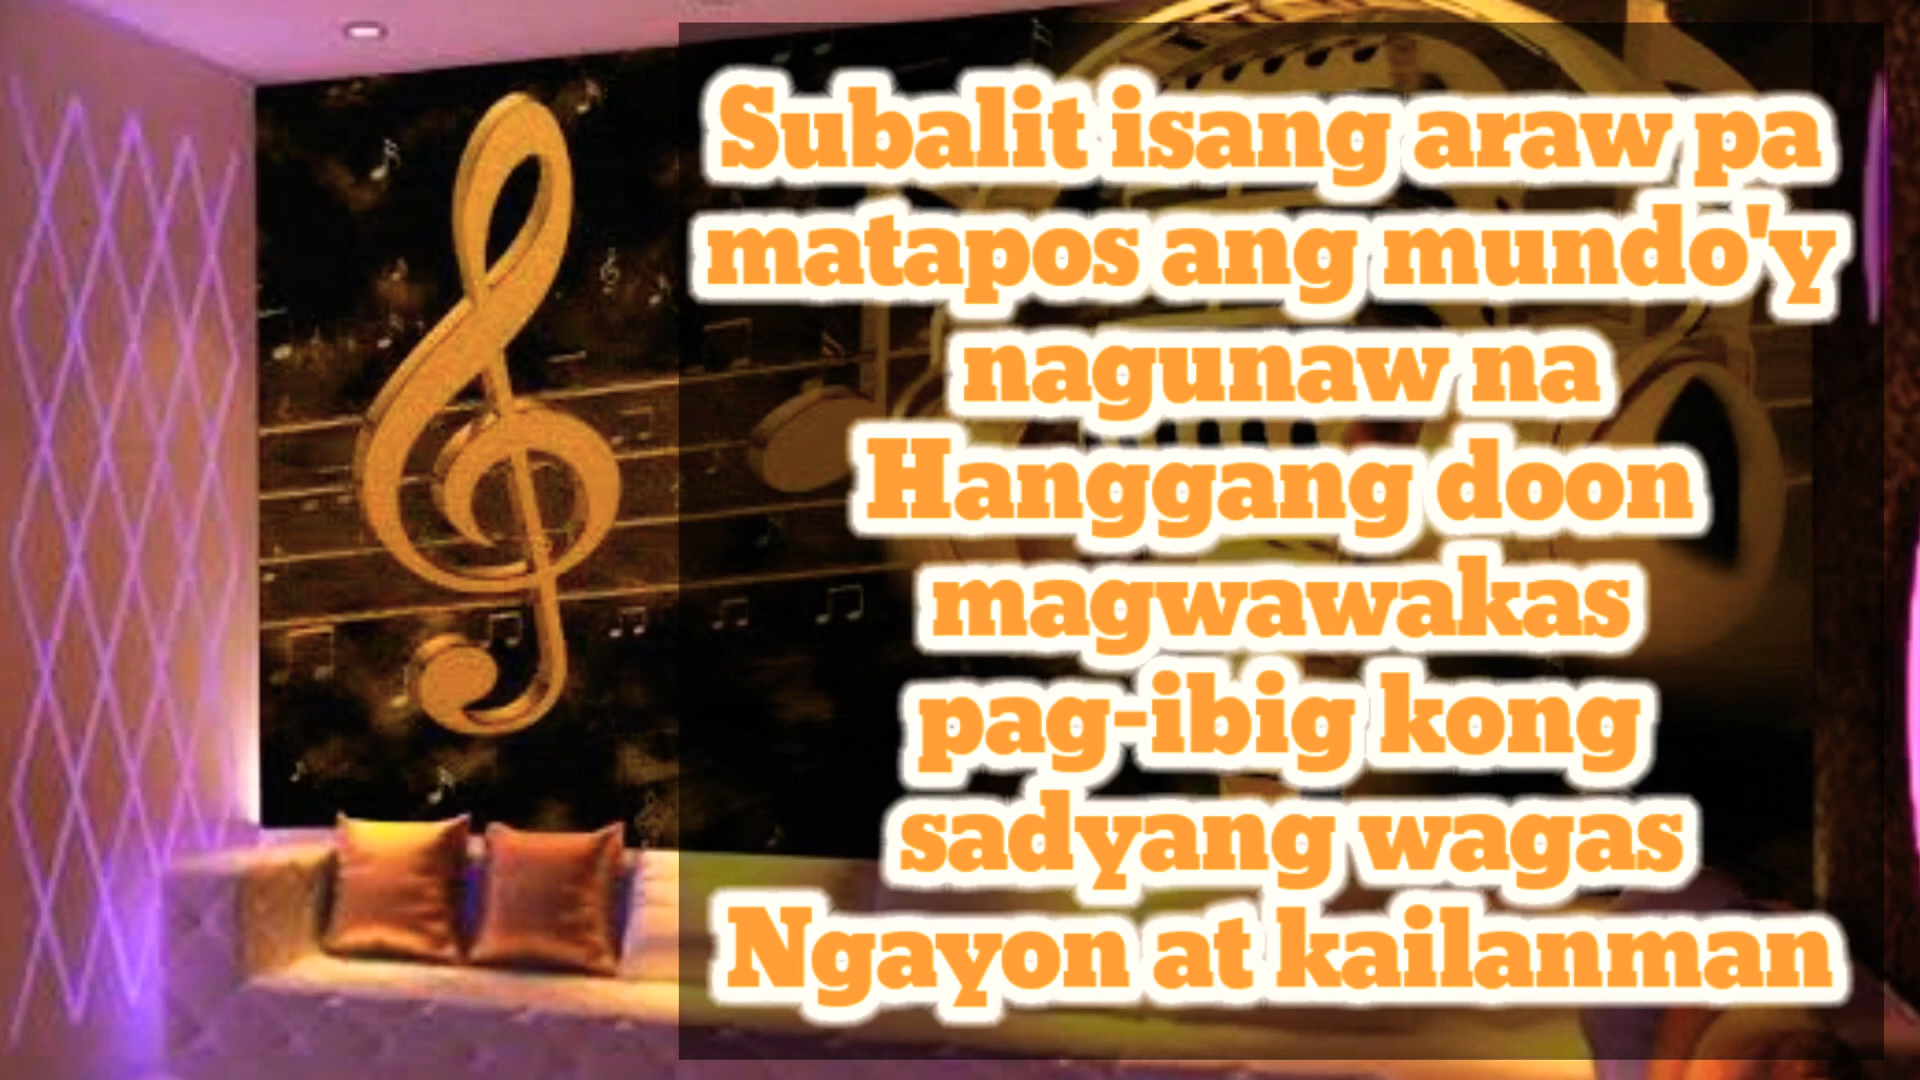 Subalit isang araw pa
matapos ang mundo'y
nagunaw na
Hanggang doon
magwawakas
pag-ibig kong
sadyang wagas
Ngayon at kailanman